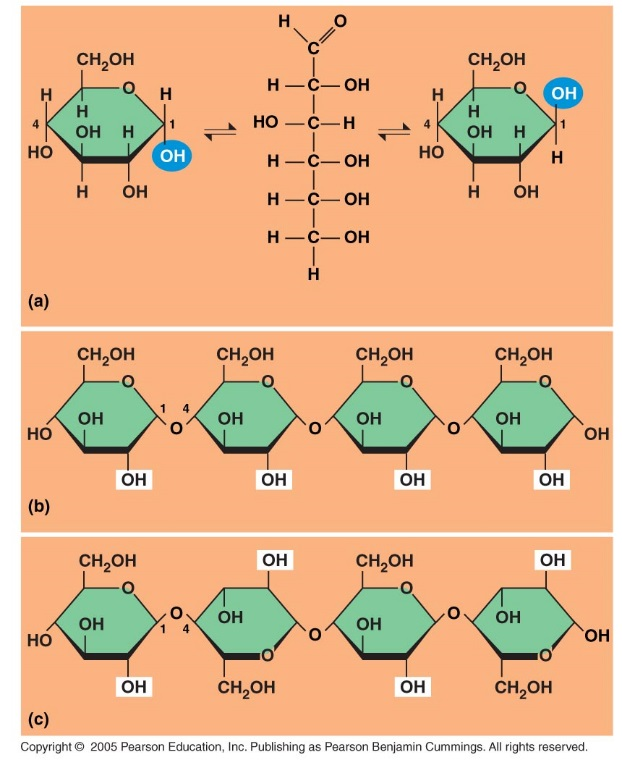 H O
CH₂OH C CH₂OH
H O H H — C — OH H O OH
4 H 1 HO — C — H 4 H 1
OH H OH H
HO OH H — C — OH HO H
H OH H — C — OH H OH
H — C — OH
H
(a)
CH₂OH CH₂OH CH₂OH CH₂OH
O O O O
OH 1 4 OH OH OH
HO O O O OH
OH OH OH OH
(b)
CH₂OH OH CH₂OH OH
O O O O
OH OH OH OH
HO 1 4 O OH
O O
OH CH₂OH OH CH₂OH
(c)
Copyright © 2005 Pearson Education, Inc. Publishing as Pearson Benjamin Cummings. All rights reserved.